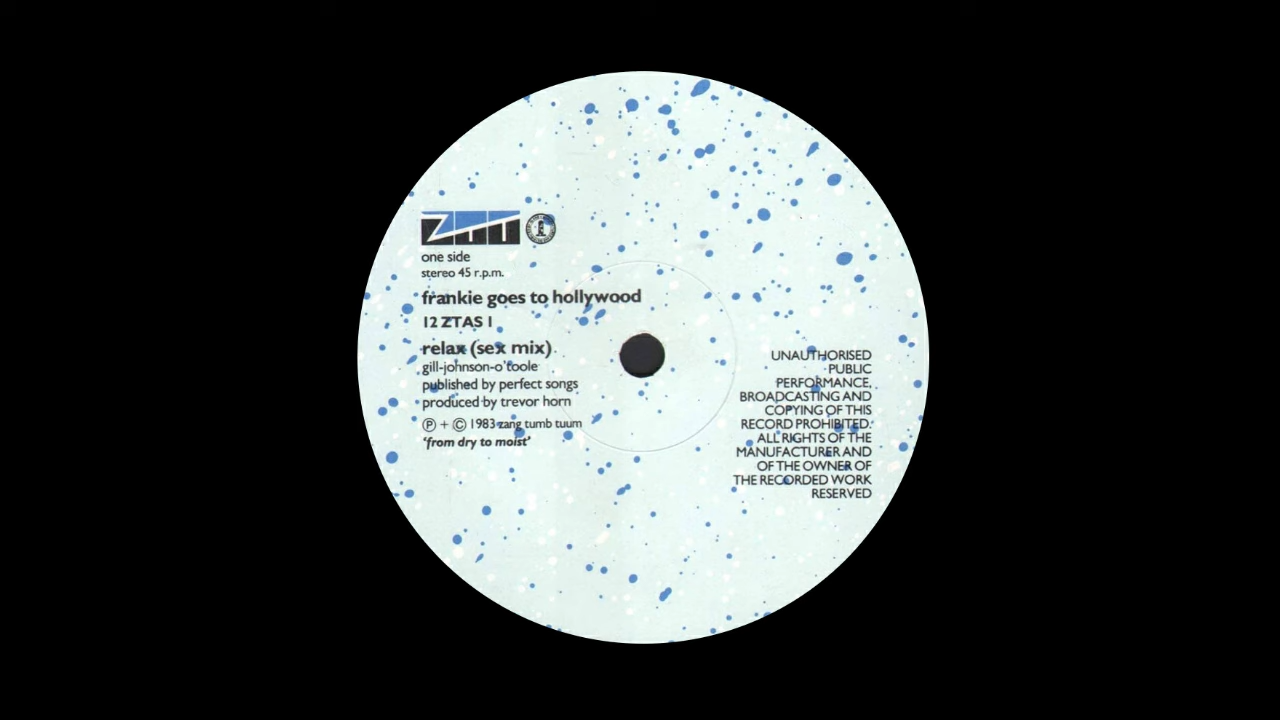 ZTT
one side
stereo 45 r.p.m.
frankie goes to hollywood
12 ZTAS 1
relax (sex mix)
gill-johnson-o'toole
published by perfect songs
produced by trevor horn
Ⓟ + © 1983 zang tumb tuum
'from dry to moist'
UNAUTHORISED
PUBLIC
PERFORMANCE,
BROADCASTING AND
COPYING OF THIS
RECORD PROHIBITED.
ALL RIGHTS OF THE
MANUFACTURER AND
OF THE OWNER OF
THE RECORDED WORK
RESERVED